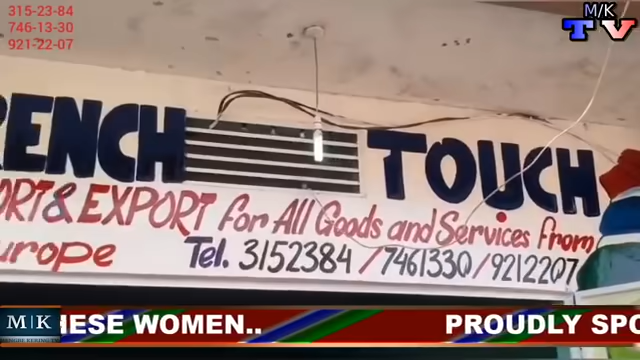 315-23-84
746-13-30
921-22-07
M/K
TV
RENCH TOUCH
ORT & EXPORT for All Goods and Services from
urope Tel. 3152384 / 7461330 / 9212207
M|K
HESE WOMEN.. PROUDLY SPO